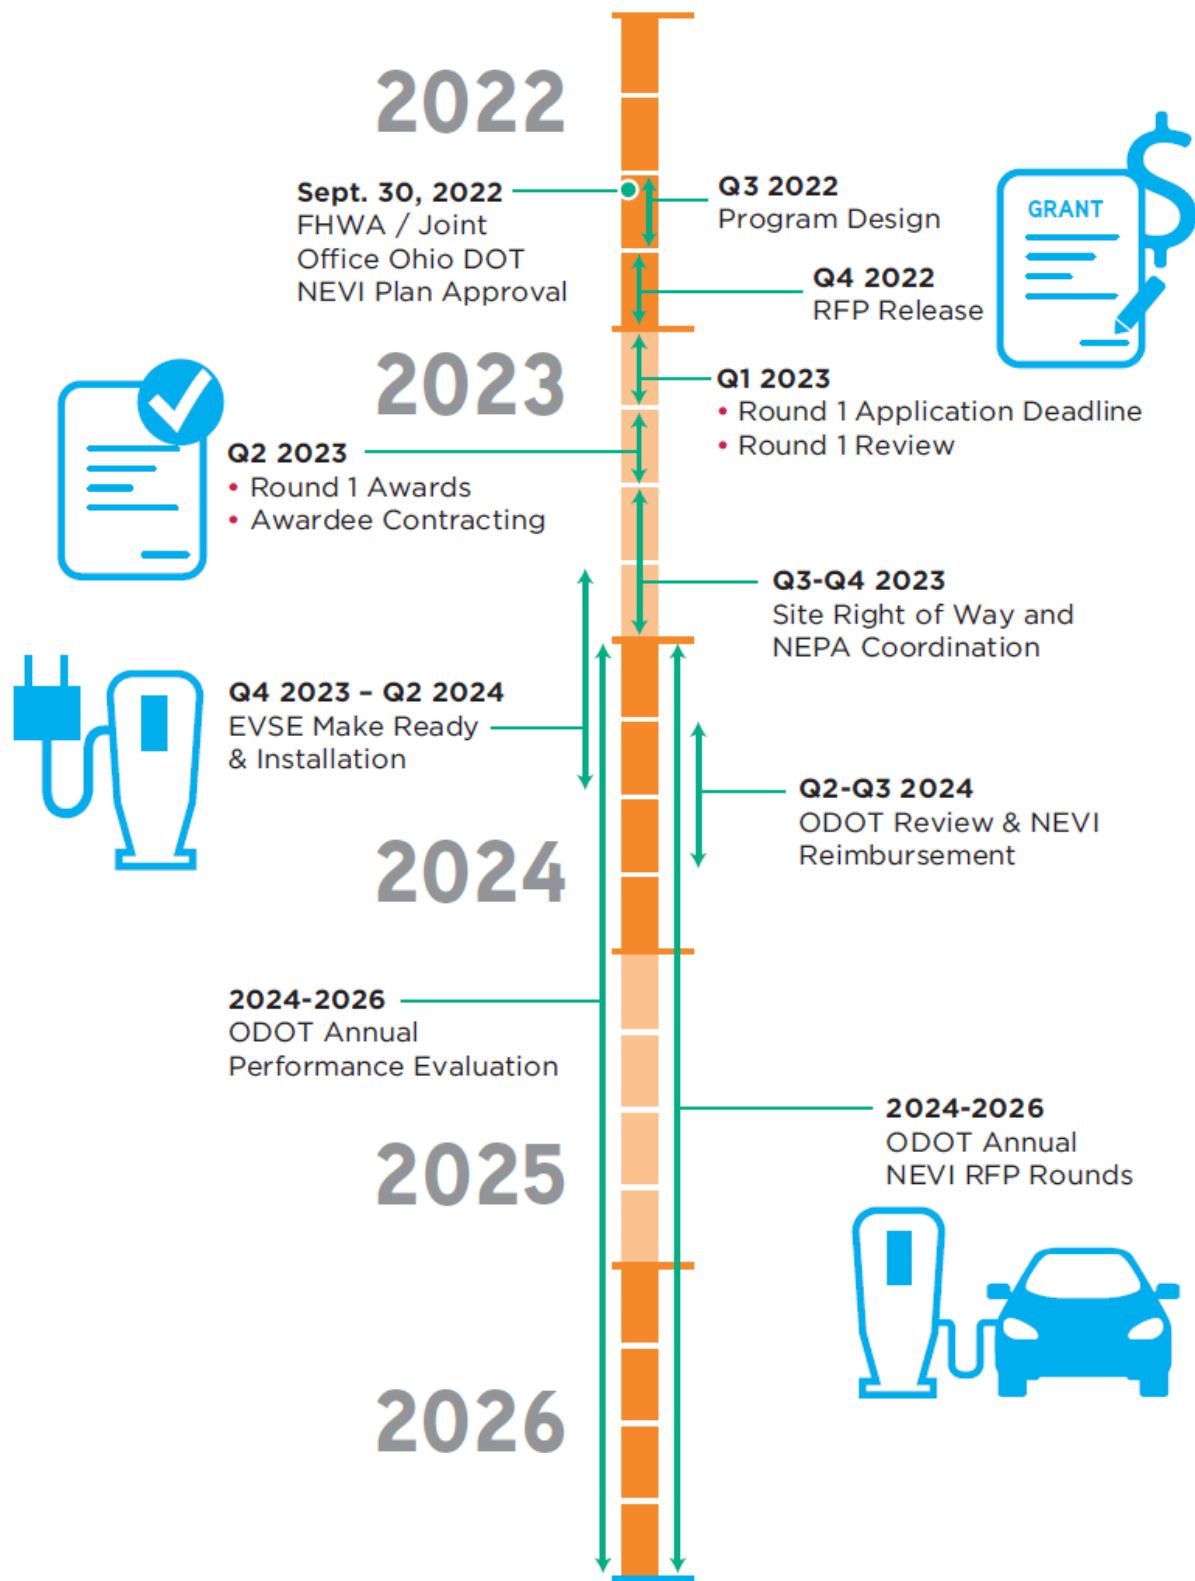 2022
Sept. 30, 2022
FHWA / Joint
Office Ohio DOT
NEVI Plan Approval
Q3 2022
Program Design
GRANT
Q4 2022
RFP Release
2023
Q1 2023
• Round 1 Application Deadline
• Round 1 Review
Q2 2023
• Round 1 Awards
• Awardee Contracting
Q3-Q4 2023
Site Right of Way and
NEPA Coordination
Q4 2023 – Q2 2024
EVSE Make Ready
& Installation
Q2-Q3 2024
ODOT Review & NEVI
Reimbursement
2024
2024-2026
ODOT Annual
Performance Evaluation
2024-2026
ODOT Annual
NEVI RFP Rounds
2025
2026